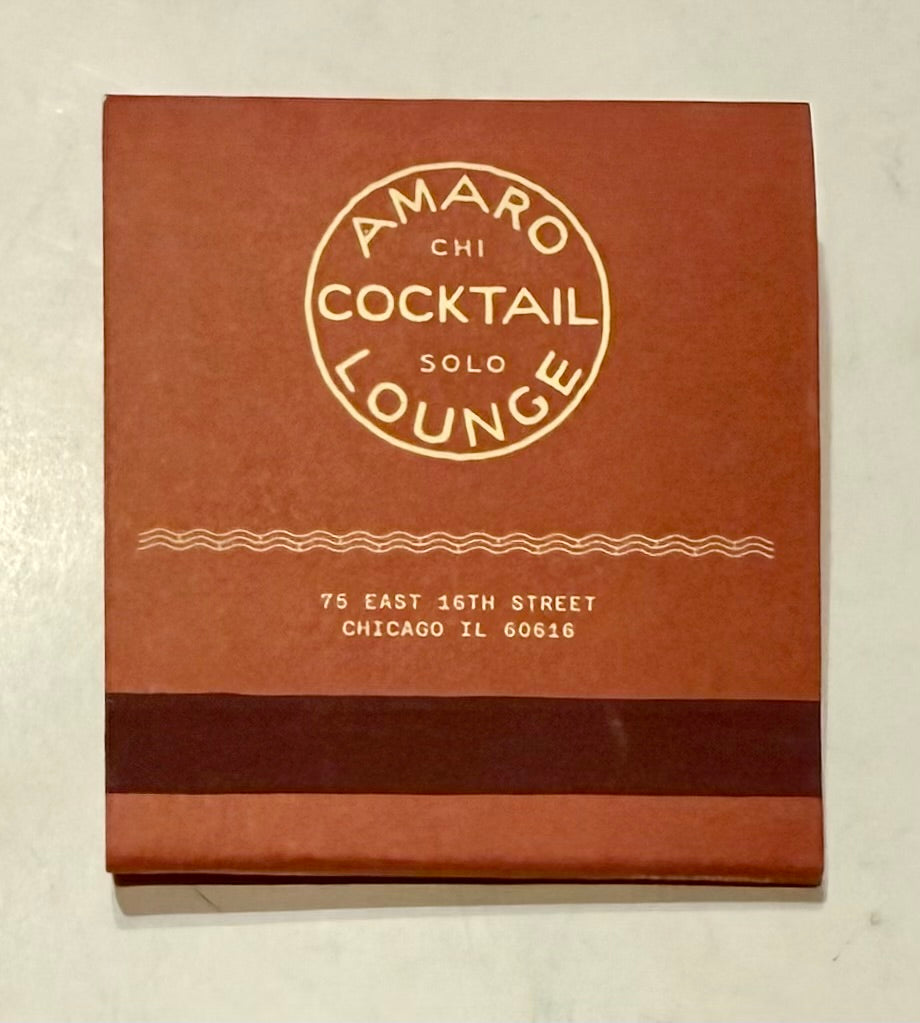 AMARO
CHI
COCKTAIL
SOLO
LOUNGE
75 EAST 16TH STREET
CHICAGO IL 60616